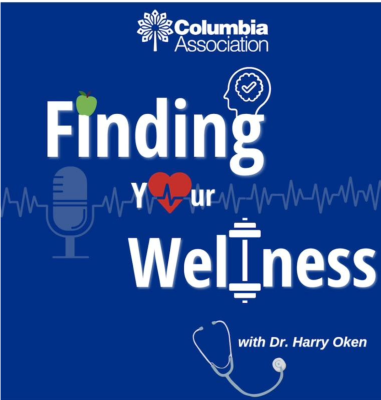 Columbia
Association
Finding
Your
Wellness
with Dr. Harry Oken